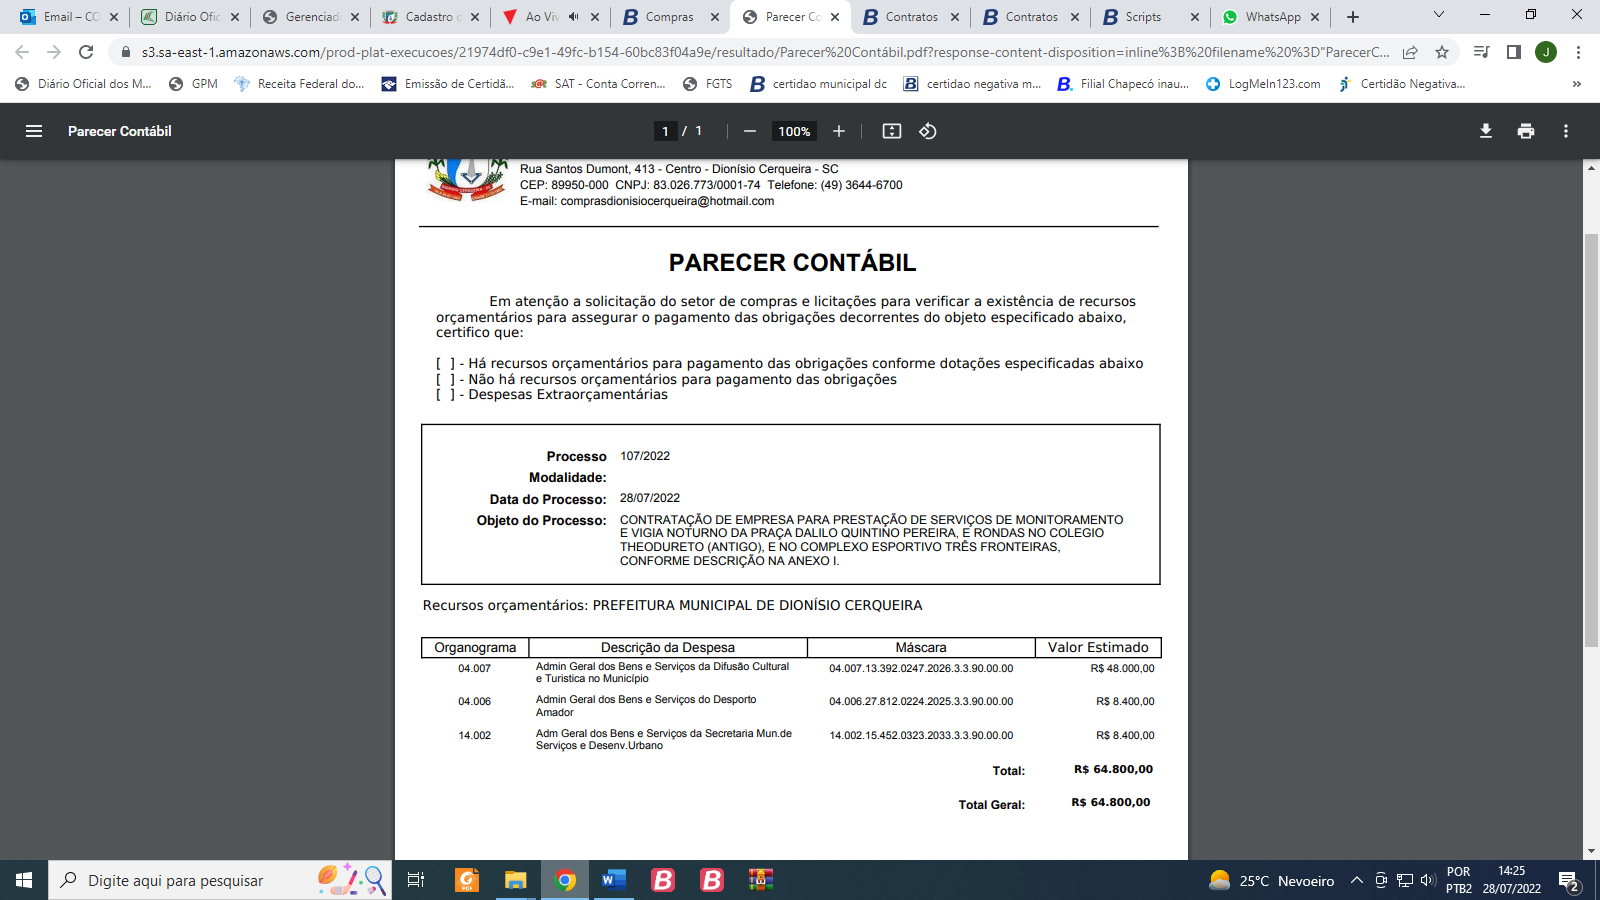 Email – CO
Diário Ofic
Gerenciad
Cadastro d
Ao Viv
Compras
Parecer Co
Contratos
Contratos
Scripts
WhatsApp
s3.sa-east-1.amazonaws.com/prod-plat-execucoes/21974df0-c9e1-49fc-b154-60bc83f04a9e/resultado/Parecer%20Contábil.pdf?response-content-disposition=inline%3B%20filename%20%3D"ParecerC...
J
Diário Oficial dos M...
GPM
Receita Federal do...
Emissão de Certidã...
SAT - Conta Corren...
FGTS
certidao municipal dc
certidao negativa m...
Filial Chapecó inau...
LogMeIn123.com
Certidão Negativa...
»
Parecer Contábil
1 / 1
100%
Rua Santos Dumont, 413 - Centro - Dionísio Cerqueira - SC
CEP: 89950-000 CNPJ: 83.026.773/0001-74 Telefone: (49) 3644-6700
E-mail: comprasdionisiocerqueira@hotmail.com
PARECER CONTÁBIL
Em atenção a solicitação do setor de compras e licitações para verificar a existência de recursos
orçamentários para assegurar o pagamento das obrigações decorrentes do objeto especificado abaixo,
certifico que:
[ ] - Há recursos orçamentários para pagamento das obrigações conforme dotações especificadas abaixo
[ ] - Não há recursos orçamentários para pagamento das obrigações
[ ] - Despesas Extraorçamentárias
Processo 107/2022
Modalidade:
Data do Processo: 28/07/2022
Objeto do Processo: CONTRATAÇÃO DE EMPRESA PARA PRESTAÇÃO DE SERVIÇOS DE MONITORAMENTO
E VIGIA NOTURNO DA PRAÇA DALILO QUINTINO PEREIRA, E RONDAS NO COLEGIO
THEODURETO (ANTIGO), E NO COMPLEXO ESPORTIVO TRÊS FRONTEIRAS,
CONFORME DESCRIÇÃO NA ANEXO I.
Recursos orçamentários: PREFEITURA MUNICIPAL DE DIONÍSIO CERQUEIRA
Organograma Descrição da Despesa Máscara Valor Estimado
04.007 Admin Geral dos Bens e Serviços da Difusão Cultural 04.007.13.392.0247.2026.3.3.90.00.00 R$ 48.000,00
e Turistica no Município
04.006 Admin Geral dos Bens e Serviços do Desporto 04.006.27.812.0224.2025.3.3.90.00.00 R$ 8.400,00
Amador
14.002 Adm Geral dos Bens e Serviços da Secretaria Mun.de 14.002.15.452.0323.2033.3.3.90.00.00 R$ 8.400,00
Serviços e Desenv.Urbano
Total: R$ 64.800,00
Total Geral: R$ 64.800,00
Digite aqui para pesquisar
25°C Nevoeiro
POR
PTB2
14:25
28/07/2022
2